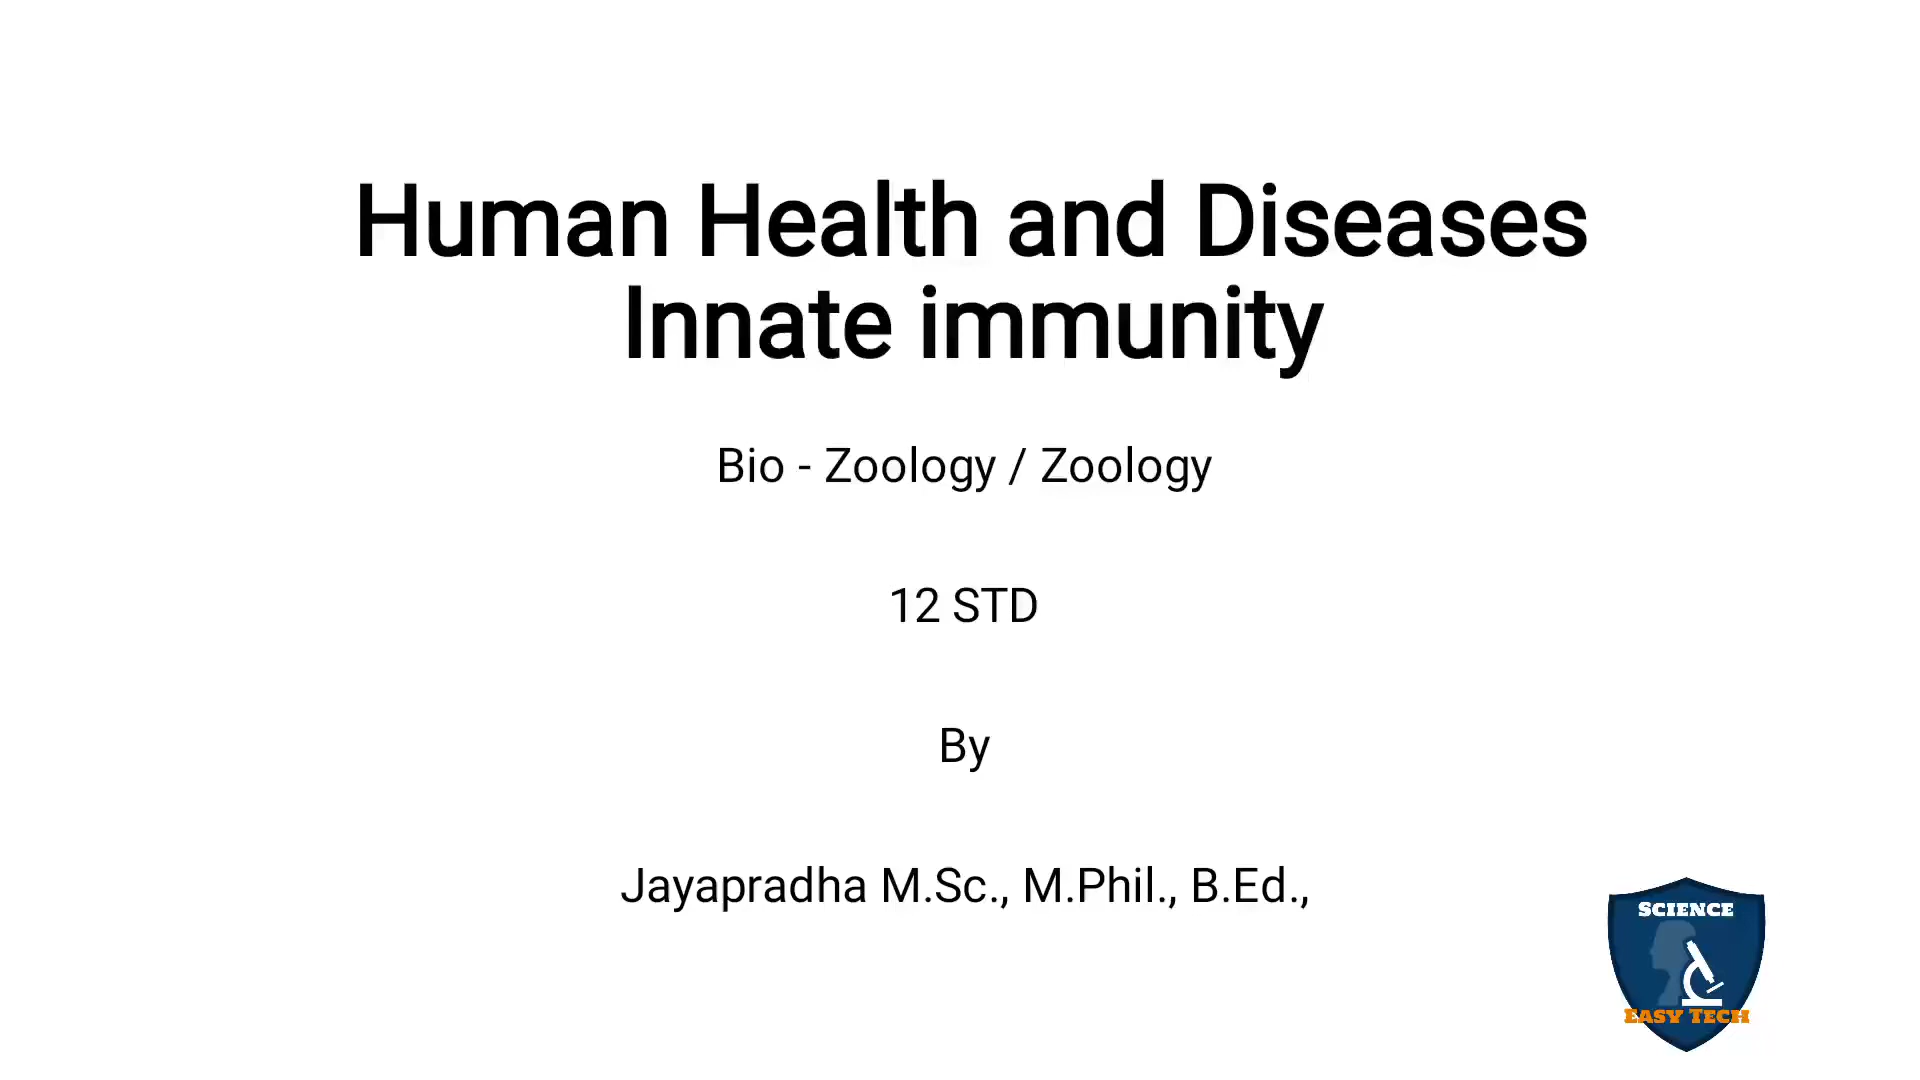 Human Health and Diseases
Innate immunity
Bio - Zoology / Zoology
12 STD
By
Jayapradha M.Sc., M.Phil., B.Ed.,
SCIENCE
EASY TECH